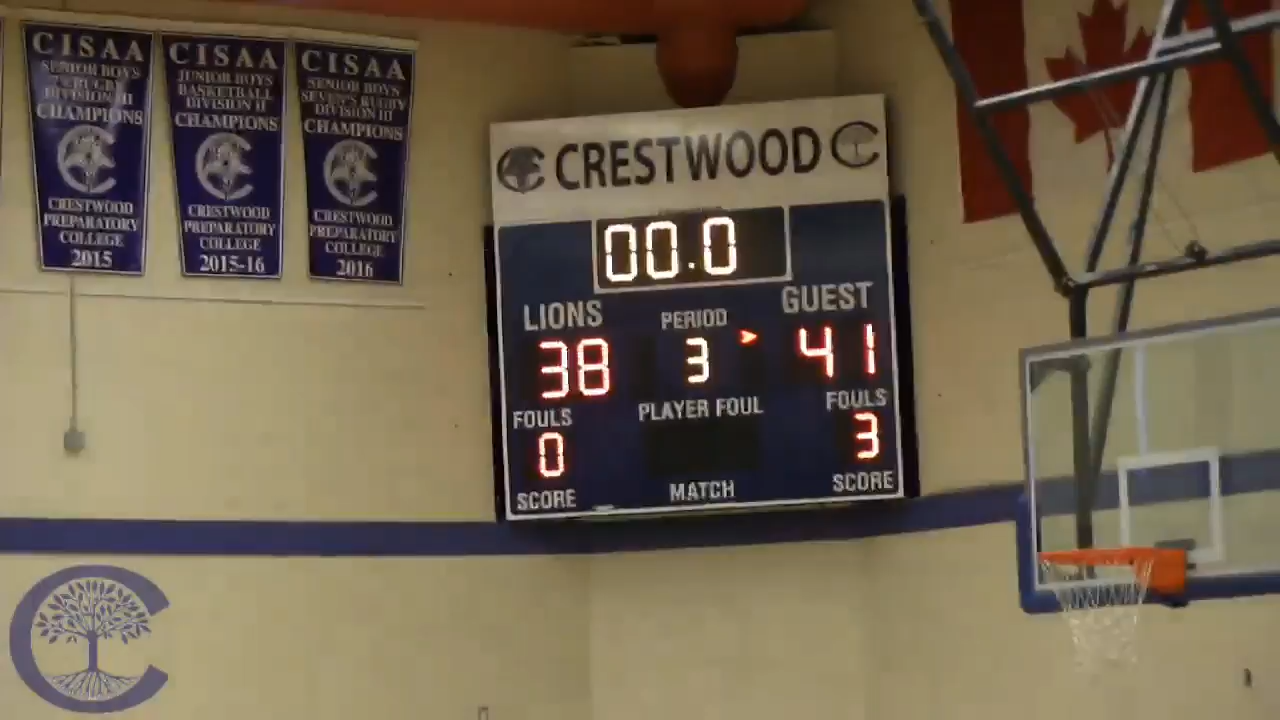 CISAA
SENIOR BOYS
7'S RUGBY
DIVISION III
CHAMPIONS
CRESTWOOD
PREPARATORY
COLLEGE
2015
CISAA
JUNIOR BOYS
BASKETBALL
DIVISION II
CHAMPIONS
CRESTWOOD
PREPARATORY
COLLEGE
2015-16
CISAA
SENIOR BOYS
SEVENS RUGBY
DIVISION III
CHAMPIONS
CRESTWOOD
PREPARATORY
COLLEGE
2016
CRESTWOOD
00.0
LIONS PERIOD GUEST
38 3 41
FOULS PLAYER FOUL FOULS
0 3
SCORE MATCH SCORE